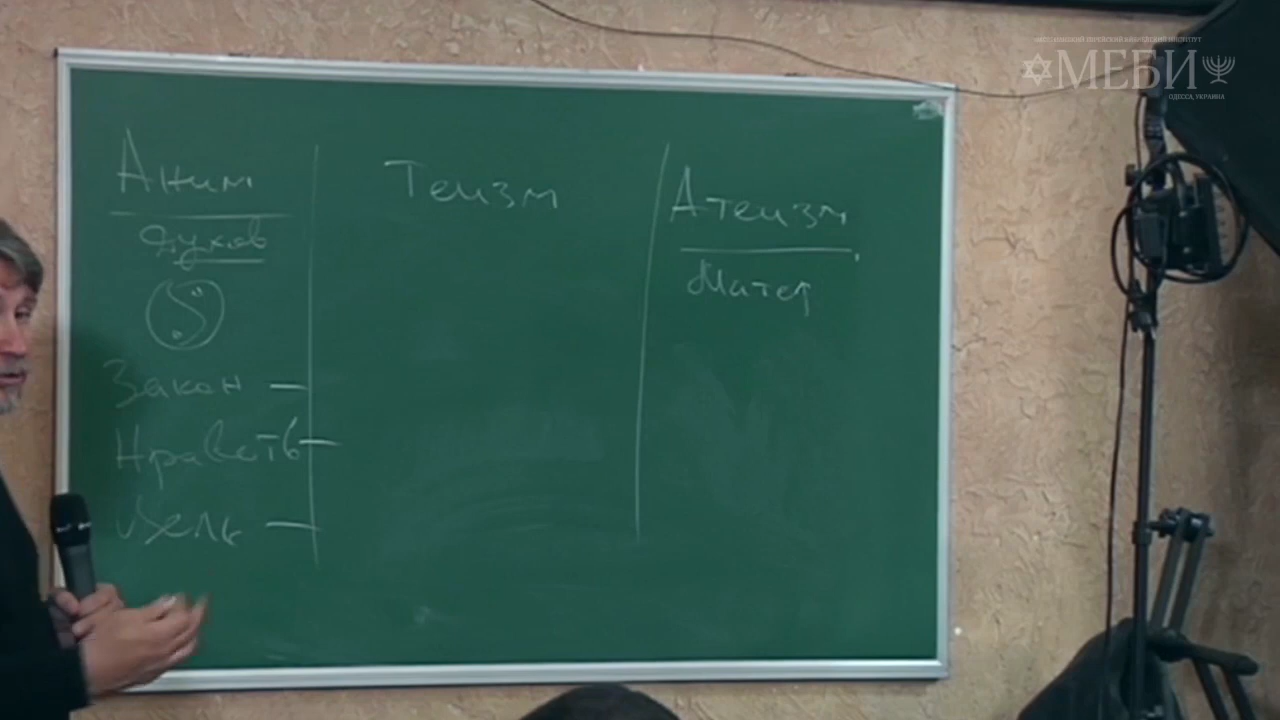 Аним
духов
Закон –
Нравств –
Цель –
Теизм
Атеизм
Матер
МЕБИ
ОДЕССА, УКРАИНА